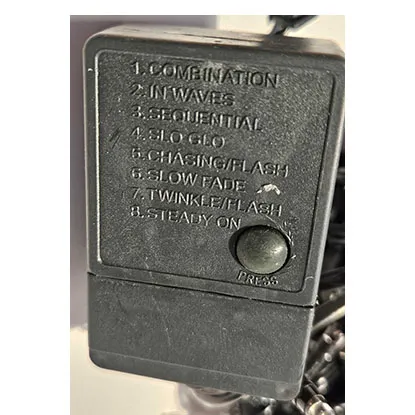 1. COMBINATION
2. IN WAVES
3. SEQUENTIAL
4. SLO GLO
5. CHASING/FLASH
6. SLOW FADE
7. TWINKLE/FLASH
8. STEADY ON
PRESS